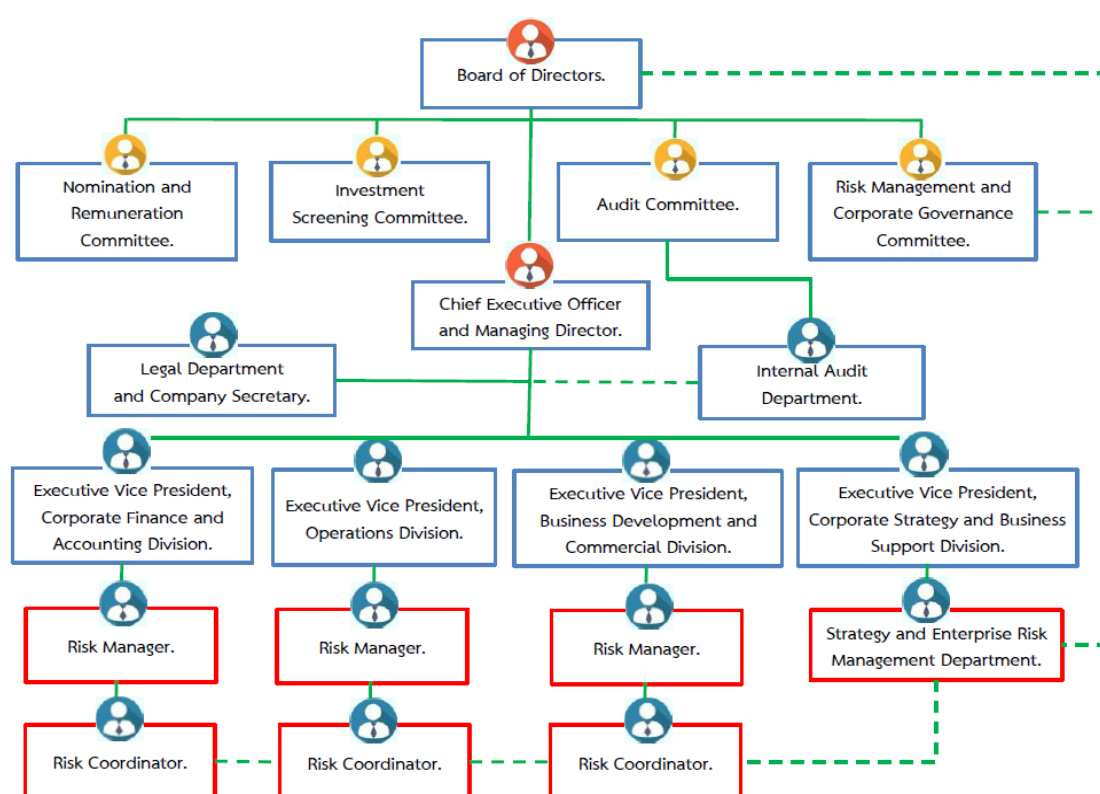 Board of Directors.
Nomination and
Remuneration
Committee.
Investment
Screening Committee.
Audit Committee.
Risk Management and
Corporate Governance
Committee.
Chief Executive Officer
and Managing Director.
Legal Department
and Company Secretary.
Internal Audit
Department.
Executive Vice President,
Corporate Finance and
Accounting Division.
Executive Vice President,
Operations Division.
Executive Vice President,
Business Development and
Commercial Division.
Executive Vice President,
Corporate Strategy and Business
Support Division.
Risk Manager.
Risk Manager.
Risk Manager.
Strategy and Enterprise Risk
Management Department.
Risk Coordinator.
Risk Coordinator.
Risk Coordinator.